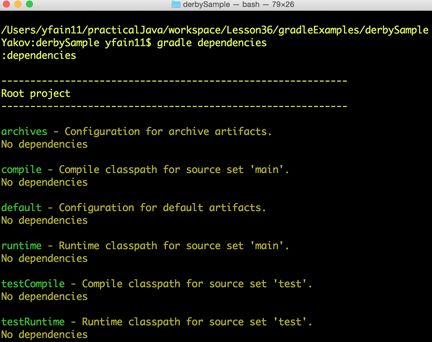 derbySample — bash — 79×26
/Users/yfain11/practicalJava/workspace/Lesson36/gradleExamples/derbySample
Yakov:derbySample yfain11$ gradle dependencies
:dependencies
------------------------------------------------------------
Root project
------------------------------------------------------------
archives - Configuration for archive artifacts.
No dependencies
compile - Compile classpath for source set 'main'.
No dependencies
default - Configuration for default artifacts.
No dependencies
runtime - Runtime classpath for source set 'main'.
No dependencies
testCompile - Compile classpath for source set 'test'.
No dependencies
testRuntime - Runtime classpath for source set 'test'.
No dependencies